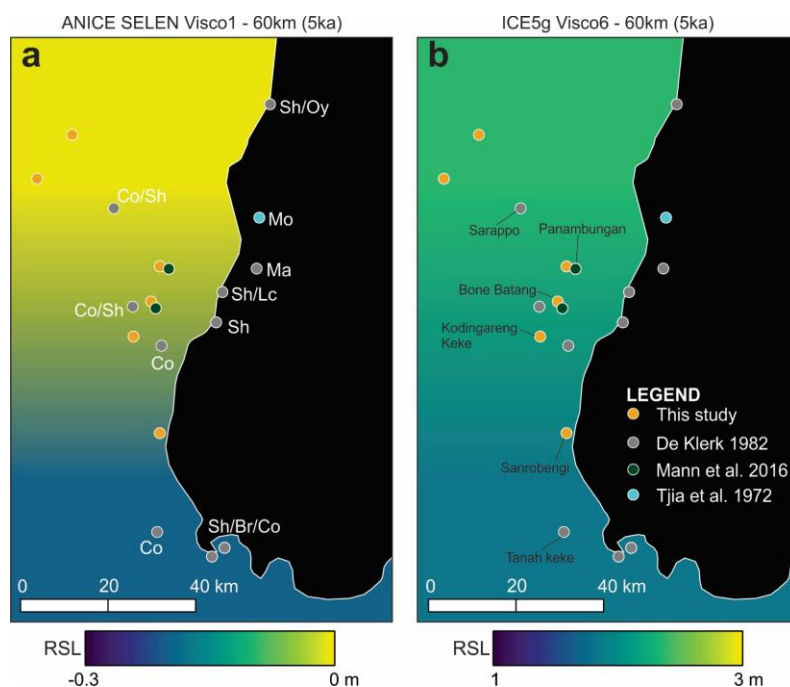 ANICE SELEN Visco1 - 60km (5ka)
a
Sh/Oy
Co/Sh
Mo
Ma
Sh/Lc
Co/Sh
Sh
Co
Sh/Br/Co
Co
0 20 40 km
RSL
-0.3 0 m
ICE5g Visco6 - 60km (5ka)
b
Sarappo
Panambungan
Bone Batang
Kodingareng
Keke
LEGEND
This study
De Klerk 1982
Mann et al. 2016
Tjia et al. 1972
Sanrobengi
Tanah keke
0 20 40 km
RSL
1 3 m